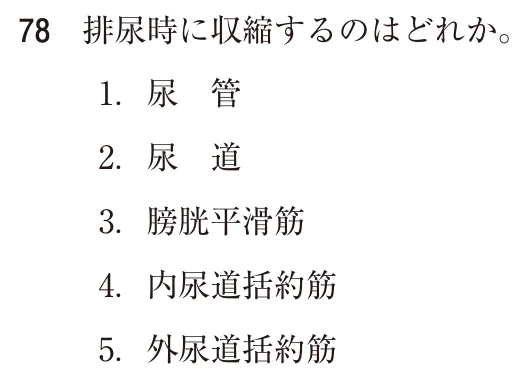 78 排尿時に収縮するのはどれか。
1. 尿 管
2. 尿 道
3. 膀胱平滑筋
4. 内尿道括約筋
5. 外尿道括約筋